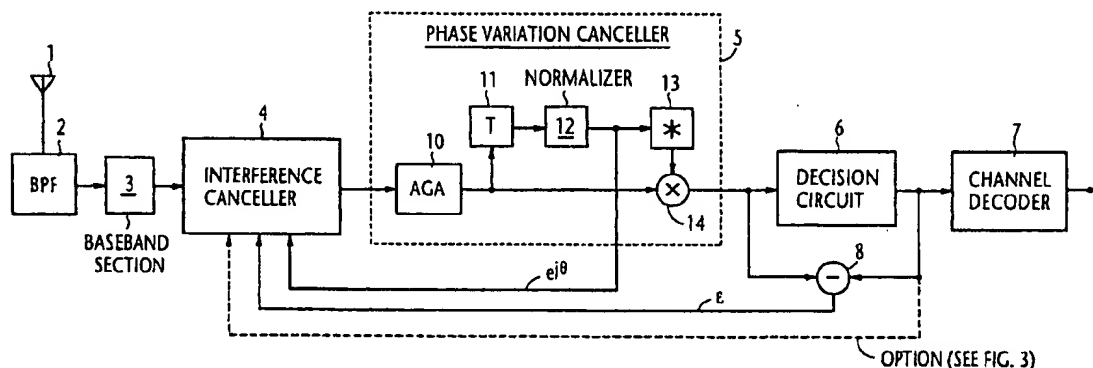 PHASE VARIATION CANCELLER
5
1
11
NORMALIZER
13
T
12
*
2
4
6
7
BPF
3
INTERFERENCE
CANCELLER
10
AGA
×
14
DECISION
CIRCUIT
CHANNEL
DECODER
BASEBAND
SECTION
8
−
ejθ
ε
OPTION (SEE FIG. 3)